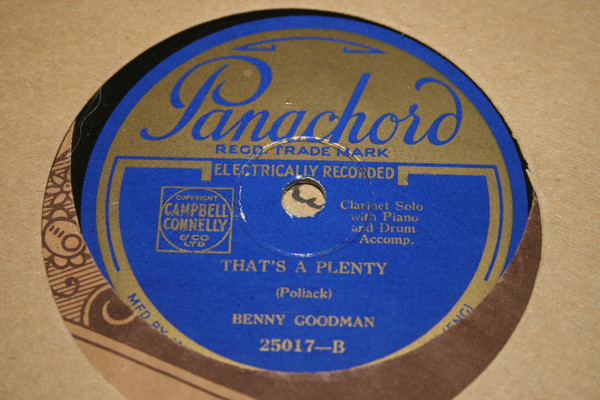 Panachord
REGD. TRADE MARK
ELECTRICALLY RECORDED
COPYRIGHT
CAMPBELL
CONNELLY
& CO
LTD
Clarinet Solo
with Piano
and Drum
Accomp.
THAT'S A PLENTY
(Pollack)
BENNY GOODMAN
25017—B
MFD. BY
ENG)